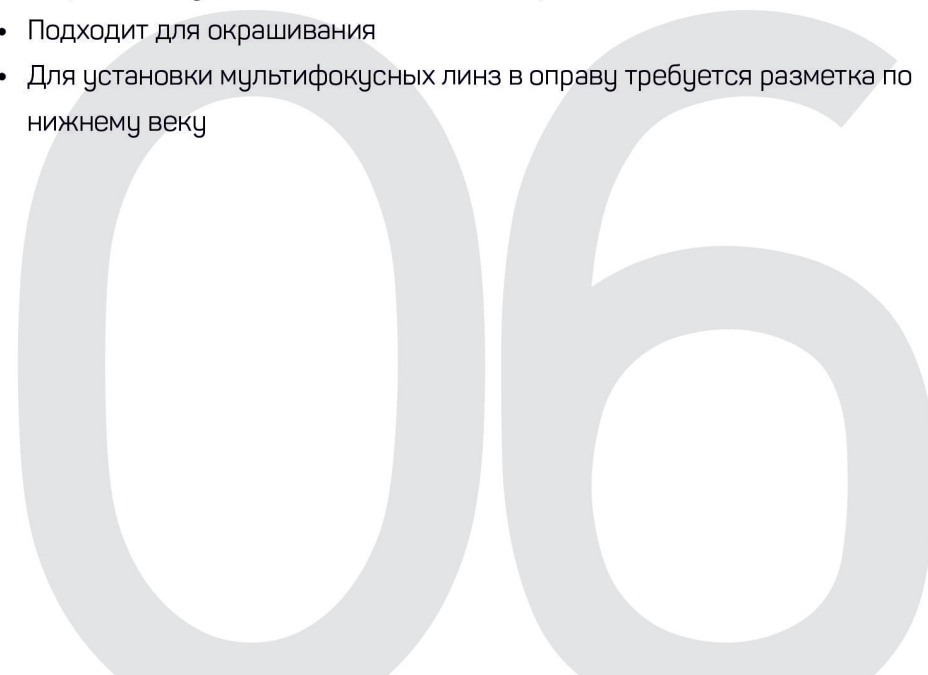 • Подходит для окрашивания
• Для установки мультифокусных линз в оправу требуется разметка по
нижнему веку
06